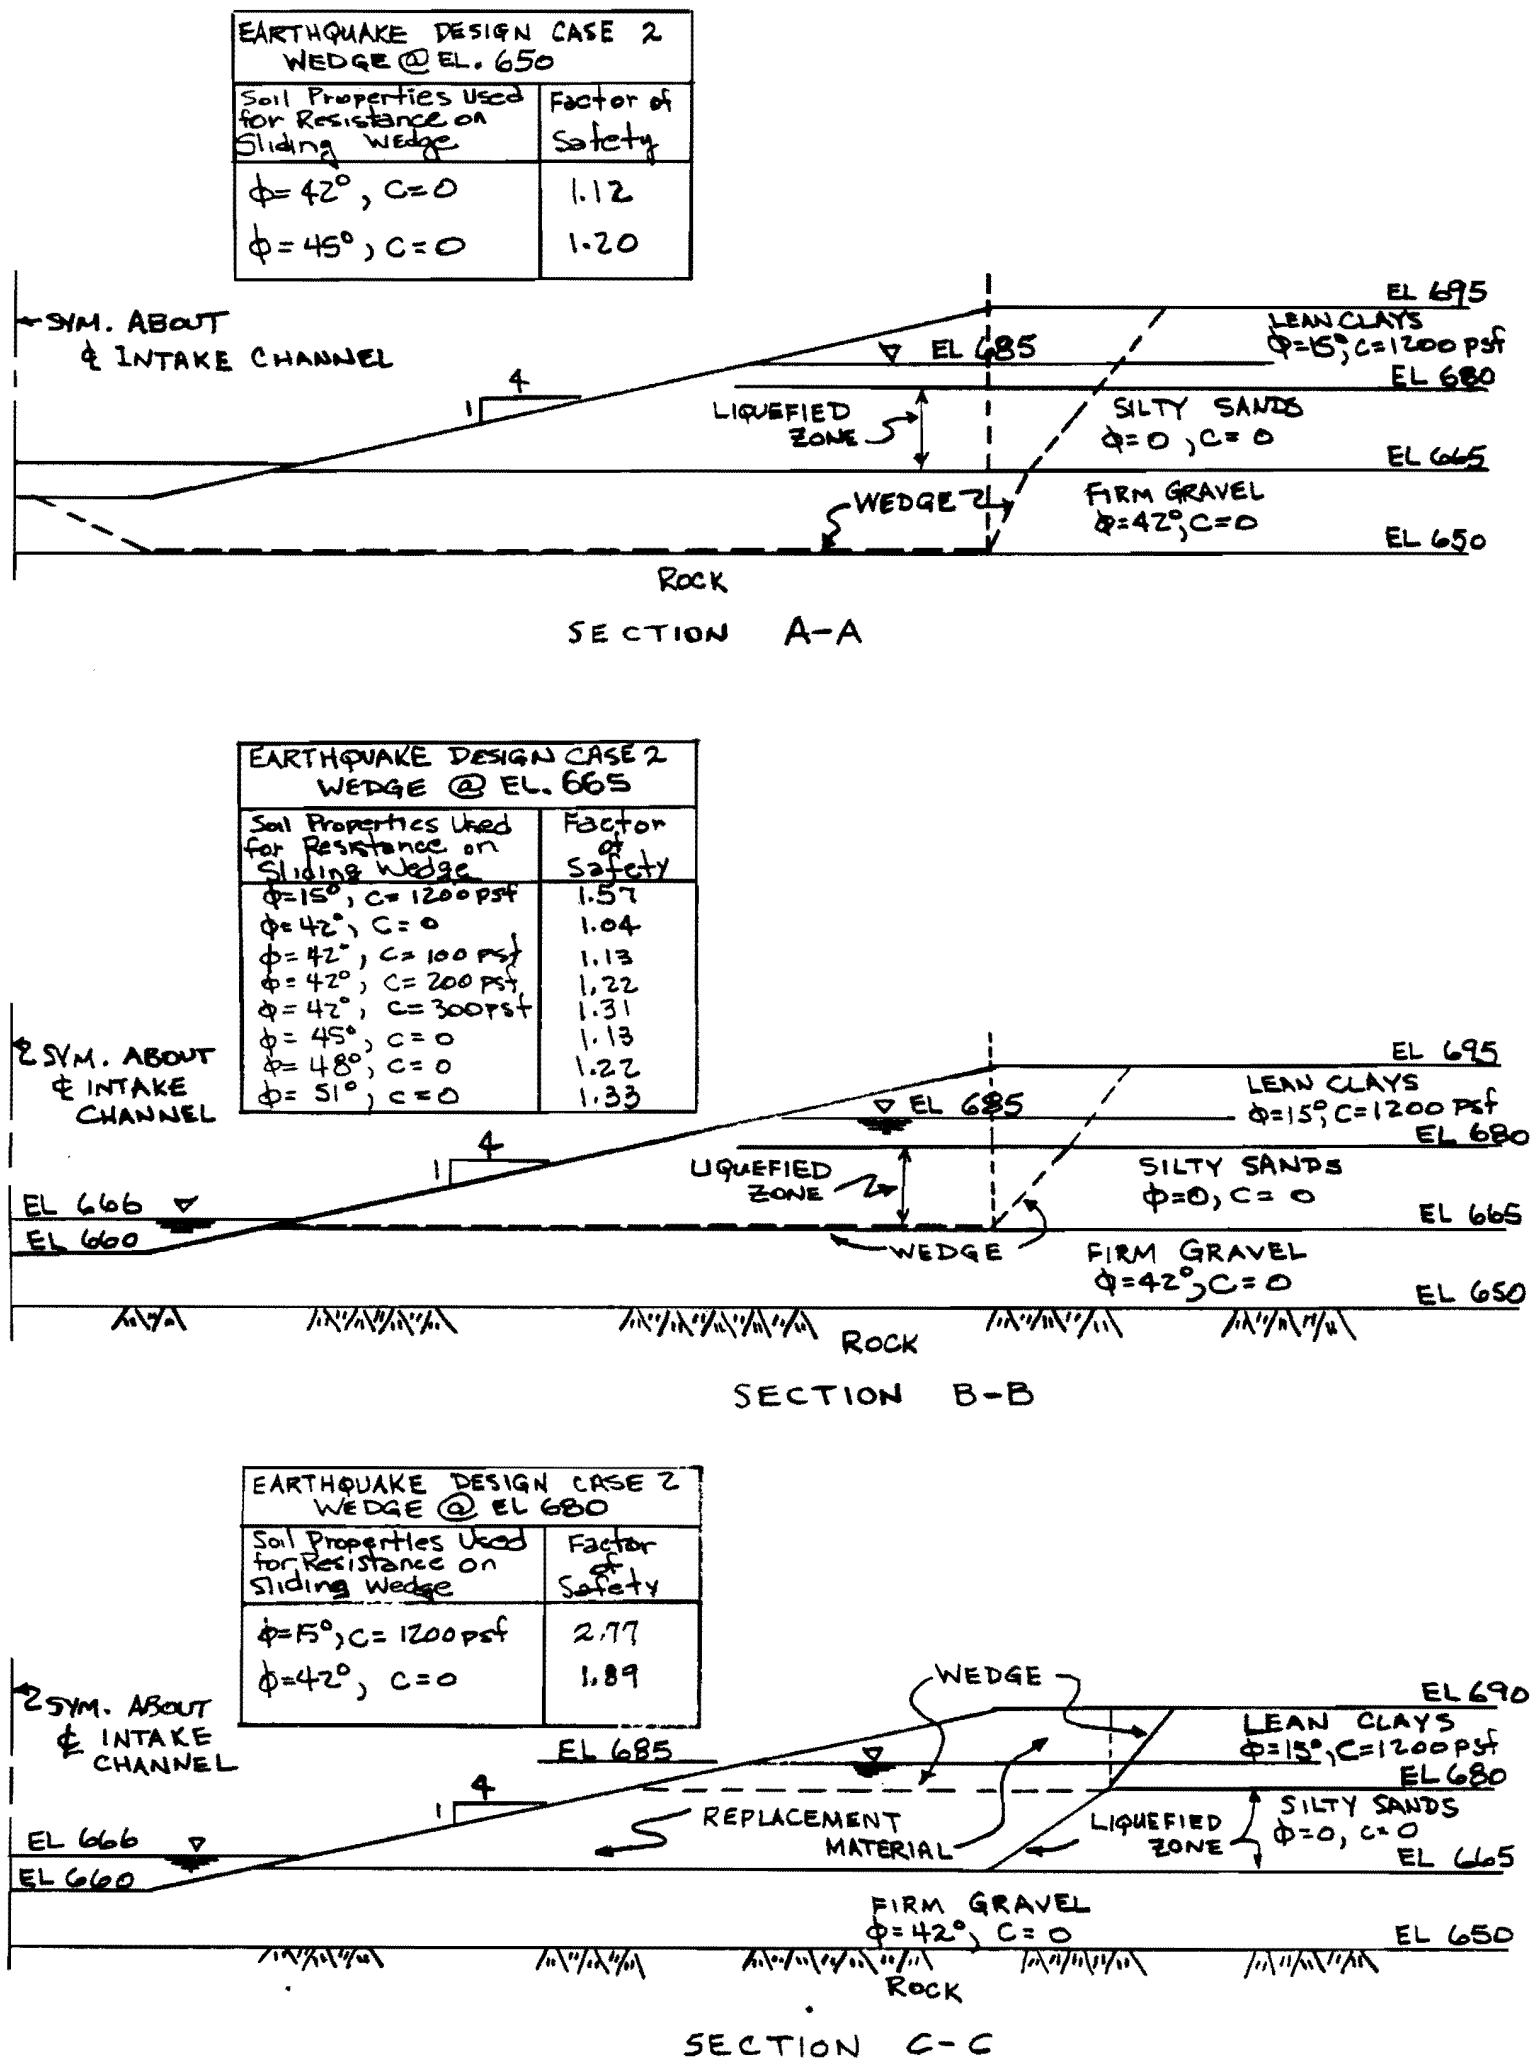 EARTHQUAKE DESIGN CASE 2
WEDGE @ EL. 650
Soil Properties Used
for Resistance on
Sliding Wedge
Factor of
Safety
φ=42°, C=0
1.12
φ=45°, C=0
1.20
SYM. ABOUT
℄ INTAKE CHANNEL
4
1
EL 695
LEAN CLAYS
φ=15°, C=1200 psf
EL 685
EL 680
LIQUEFIED
ZONE
SILTY SANDS
φ=0, C=0
EL 665
WEDGE
FIRM GRAVEL
φ=42°, C=0
EL 650
ROCK
SECTION A-A
EARTHQUAKE DESIGN CASE 2
WEDGE @ EL. 665
Soil Properties Used
for Resistance on
Sliding Wedge
Factor
of
Safety
φ=15°, C=1200 psf
1.57
φ=42°, C=0
1.04
φ=42°, C=100 psf
1.13
φ=42°, C=200 psf
1.22
φ=42°, C=300 psf
1.31
φ=45°, C=0
1.13
φ=48°, C=0
1.22
φ=51°, C=0
1.33
SYM. ABOUT
℄ INTAKE
CHANNEL
4
1
EL 695
LEAN CLAYS
φ=15°, C=1200 psf
EL 685
EL 680
LIQUEFIED
ZONE
SILTY SANDS
φ=0, C=0
EL 666
EL 660
EL 665
WEDGE
FIRM GRAVEL
φ=42°, C=0
EL 650
ROCK
SECTION B-B
EARTHQUAKE DESIGN CASE 2
WEDGE @ EL 680
Soil Properties Used
for Resistance on
Sliding Wedge
Factor
of
Safety
φ=15°, C=1200 psf
2.77
φ=42°, C=0
1.89
SYM. ABOUT
℄ INTAKE
CHANNEL
WEDGE
EL 690
LEAN CLAYS
φ=15°, C=1200 psf
EL 685
EL 680
4
1
REPLACEMENT
MATERIAL
LIQUEFIED
ZONE
SILTY SANDS
φ=0, C=0
EL 666
EL 660
EL 665
FIRM GRAVEL
φ=42°, C=0
EL 650
ROCK
SECTION C-C